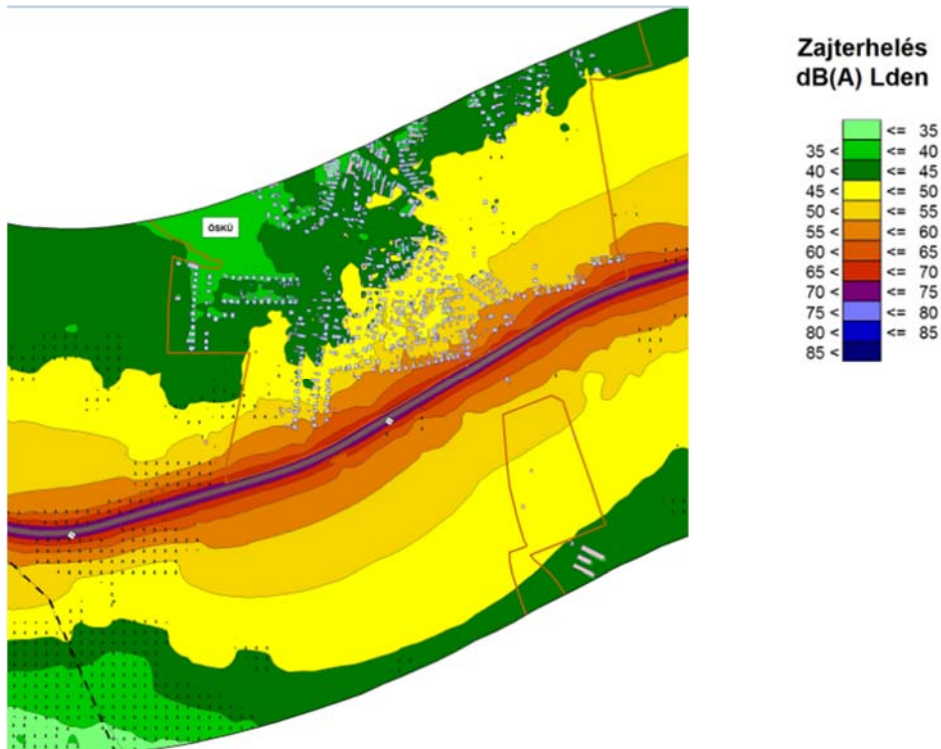 Zajterhelés
dB(A) Lden
<= 35
35 < <= 40
40 < <= 45
45 < <= 50
50 < <= 55
55 < <= 60
60 < <= 65
65 < <= 70
70 < <= 75
75 < <= 80
80 < <= 85
85 <
ÖSKÜ